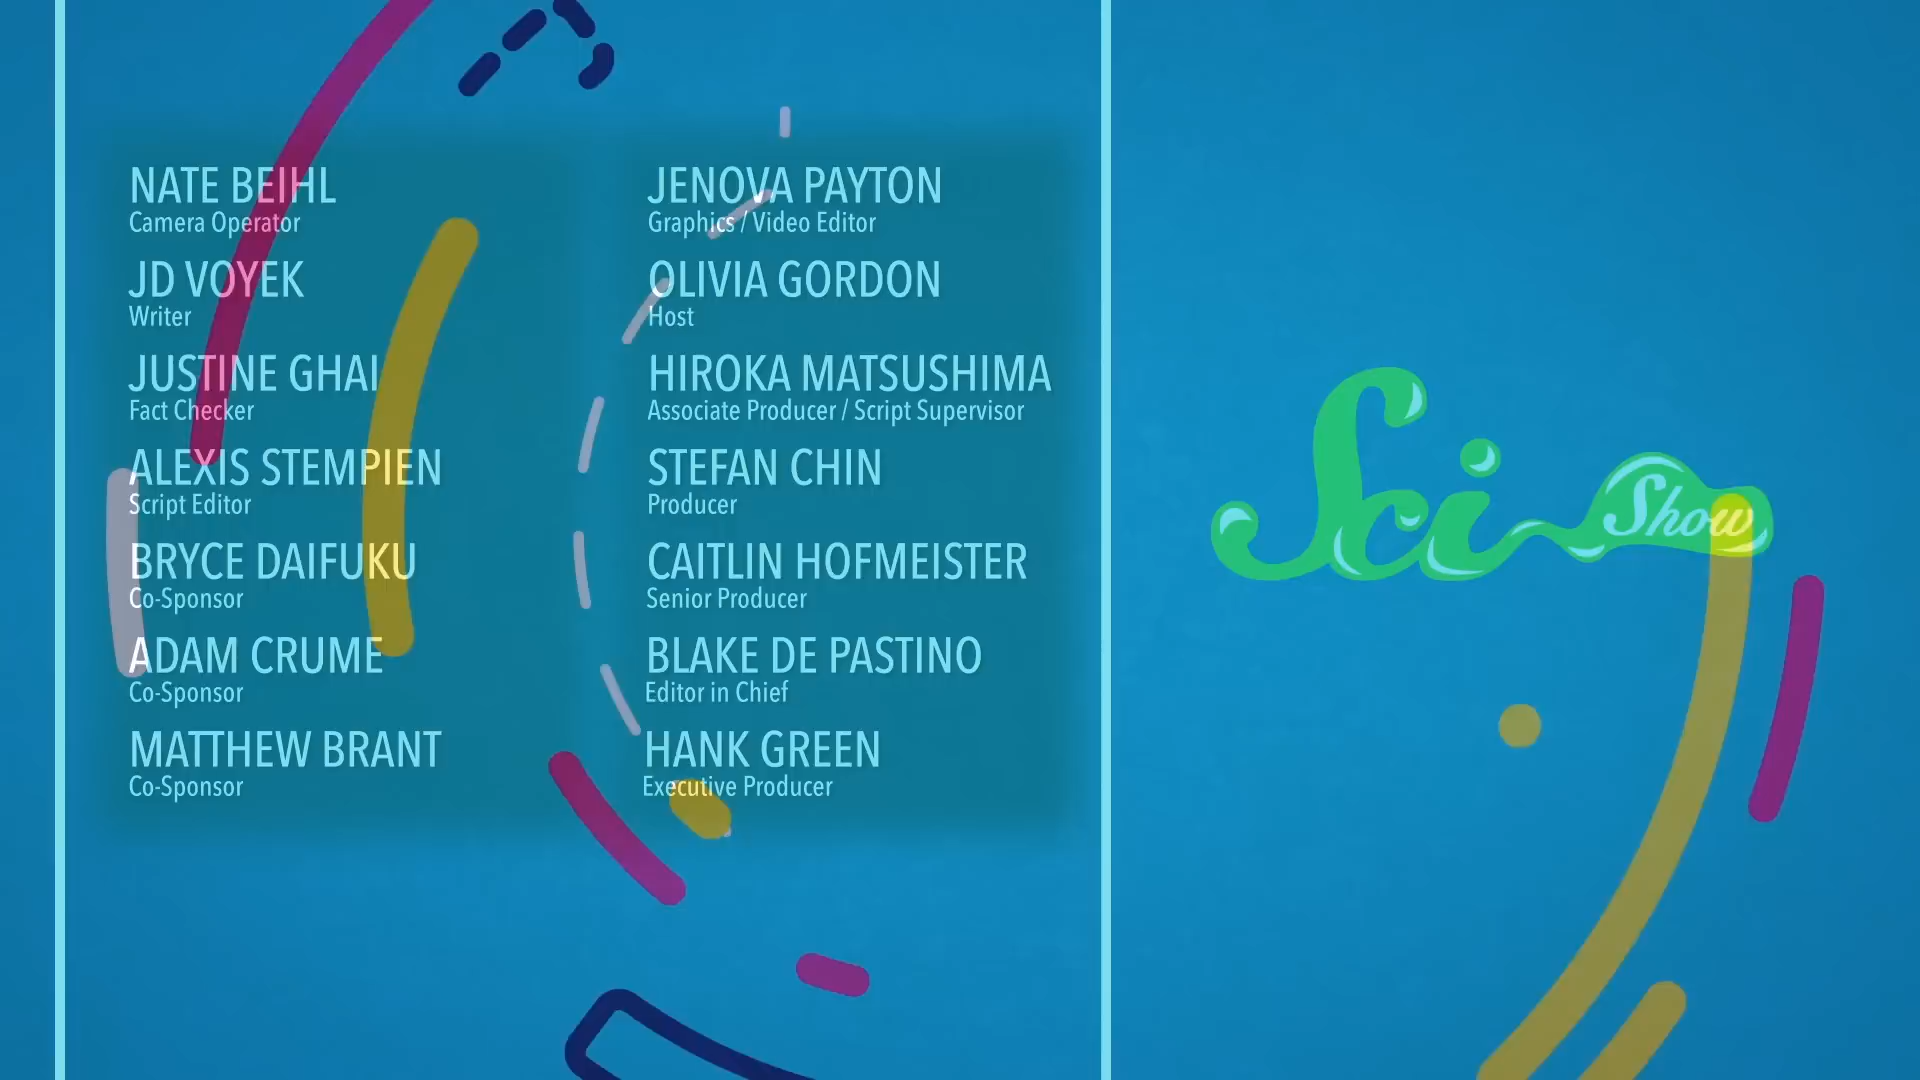 NATE BEIHL
Camera Operator
JD VOYEK
Writer
JUSTINE GHAI
Fact Checker
ALEXIS STEMPIEN
Script Editor
BRYCE DAIFUKU
Co-Sponsor
ADAM CRUME
Co-Sponsor
MATTHEW BRANT
Co-Sponsor
JENOVA PAYTON
Graphics / Video Editor
OLIVIA GORDON
Host
HIROKA MATSUSHIMA
Associate Producer / Script Supervisor
STEFAN CHIN
Producer
CAITLIN HOFMEISTER
Senior Producer
BLAKE DE PASTINO
Editor in Chief
HANK GREEN
Executive Producer
Sci Show